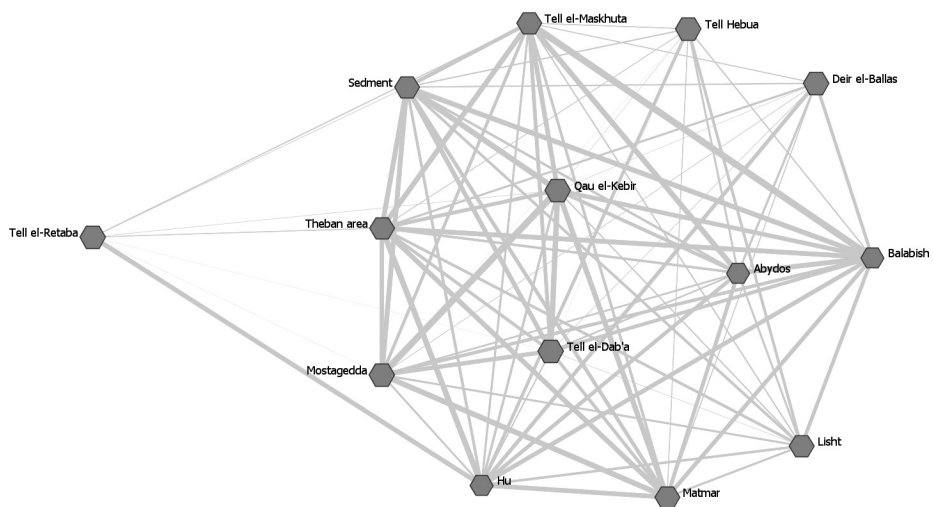 Tell el-Maskhuta
Tell Hebua
Sedment
Deir el-Ballas
Qau el-Kebir
Theban area
Tell el-Retaba
Balabish
Abydos
Tell el-Dab'a
Mostagedda
Lisht
Hu
Matmar